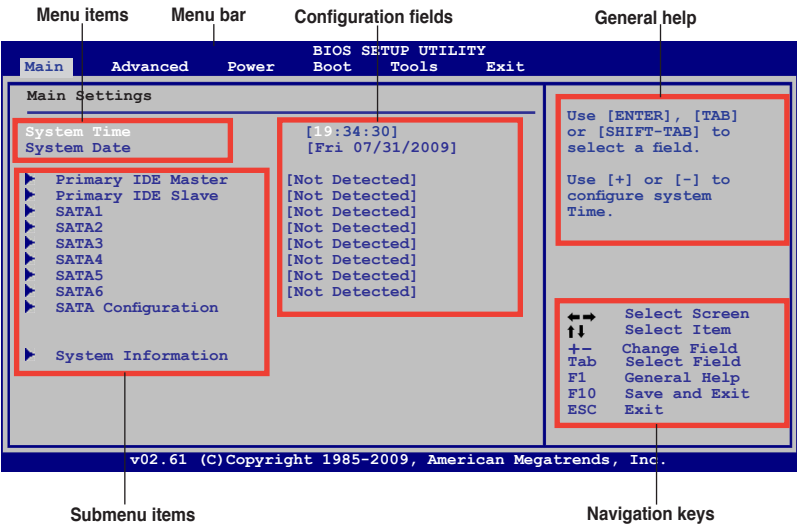 Menu items Menu bar Configuration fields General help
BIOS SETUP UTILITY
Main Advanced Power Boot Tools Exit
Main Settings
System Time [19:34:30]
System Date [Fri 07/31/2009]
Primary IDE Master [Not Detected]
Primary IDE Slave [Not Detected]
SATA1 [Not Detected]
SATA2 [Not Detected]
SATA3 [Not Detected]
SATA4 [Not Detected]
SATA5 [Not Detected]
SATA6 [Not Detected]
SATA Configuration
System Information
Use [ENTER], [TAB]
or [SHIFT-TAB] to
select a field.
Use [+] or [-] to
configure system
Time.
←→ Select Screen
↑↓ Select Item
+- Change Field
Tab Select Field
F1 General Help
F10 Save and Exit
ESC Exit
v02.61 (C)Copyright 1985-2009, American Megatrends, Inc.
Submenu items Navigation keys